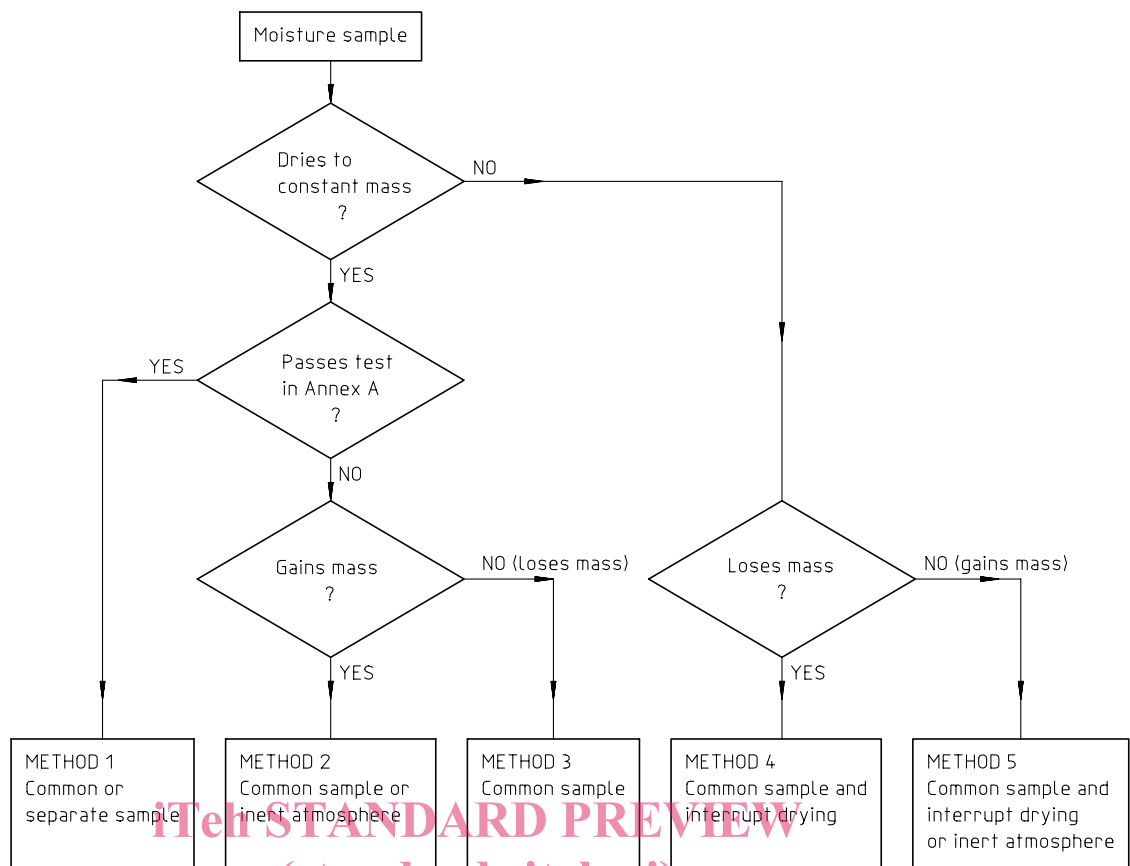 Moisture sample
Dries to
constant mass
?
NO
YES
Passes test
in Annex A
?
YES
NO
Gains mass
?
NO (loses mass)
YES
Loses mass
?
NO (gains mass)
YES
METHOD 1
Common or
separate sample
METHOD 2
Common sample or
inert atmosphere
METHOD 3
Common sample
METHOD 4
Common sample and
interrupt drying
METHOD 5
Common sample and
interrupt drying
or inert atmosphere
iTeh STANDARD PREVIEW